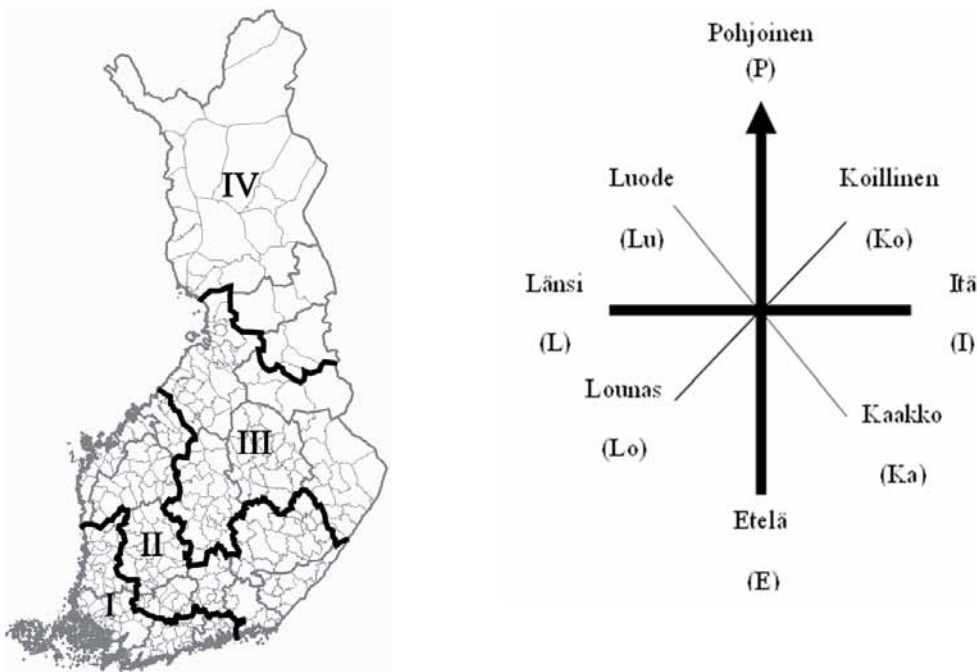 IV
III
II
I
Pohjoinen
(P)
Luode
Koillinen
(Lu)
(Ko)
Länsi
Itä
(L)
(I)
Lounas
Kaakko
(Lo)
(Ka)
Etelä
(E)